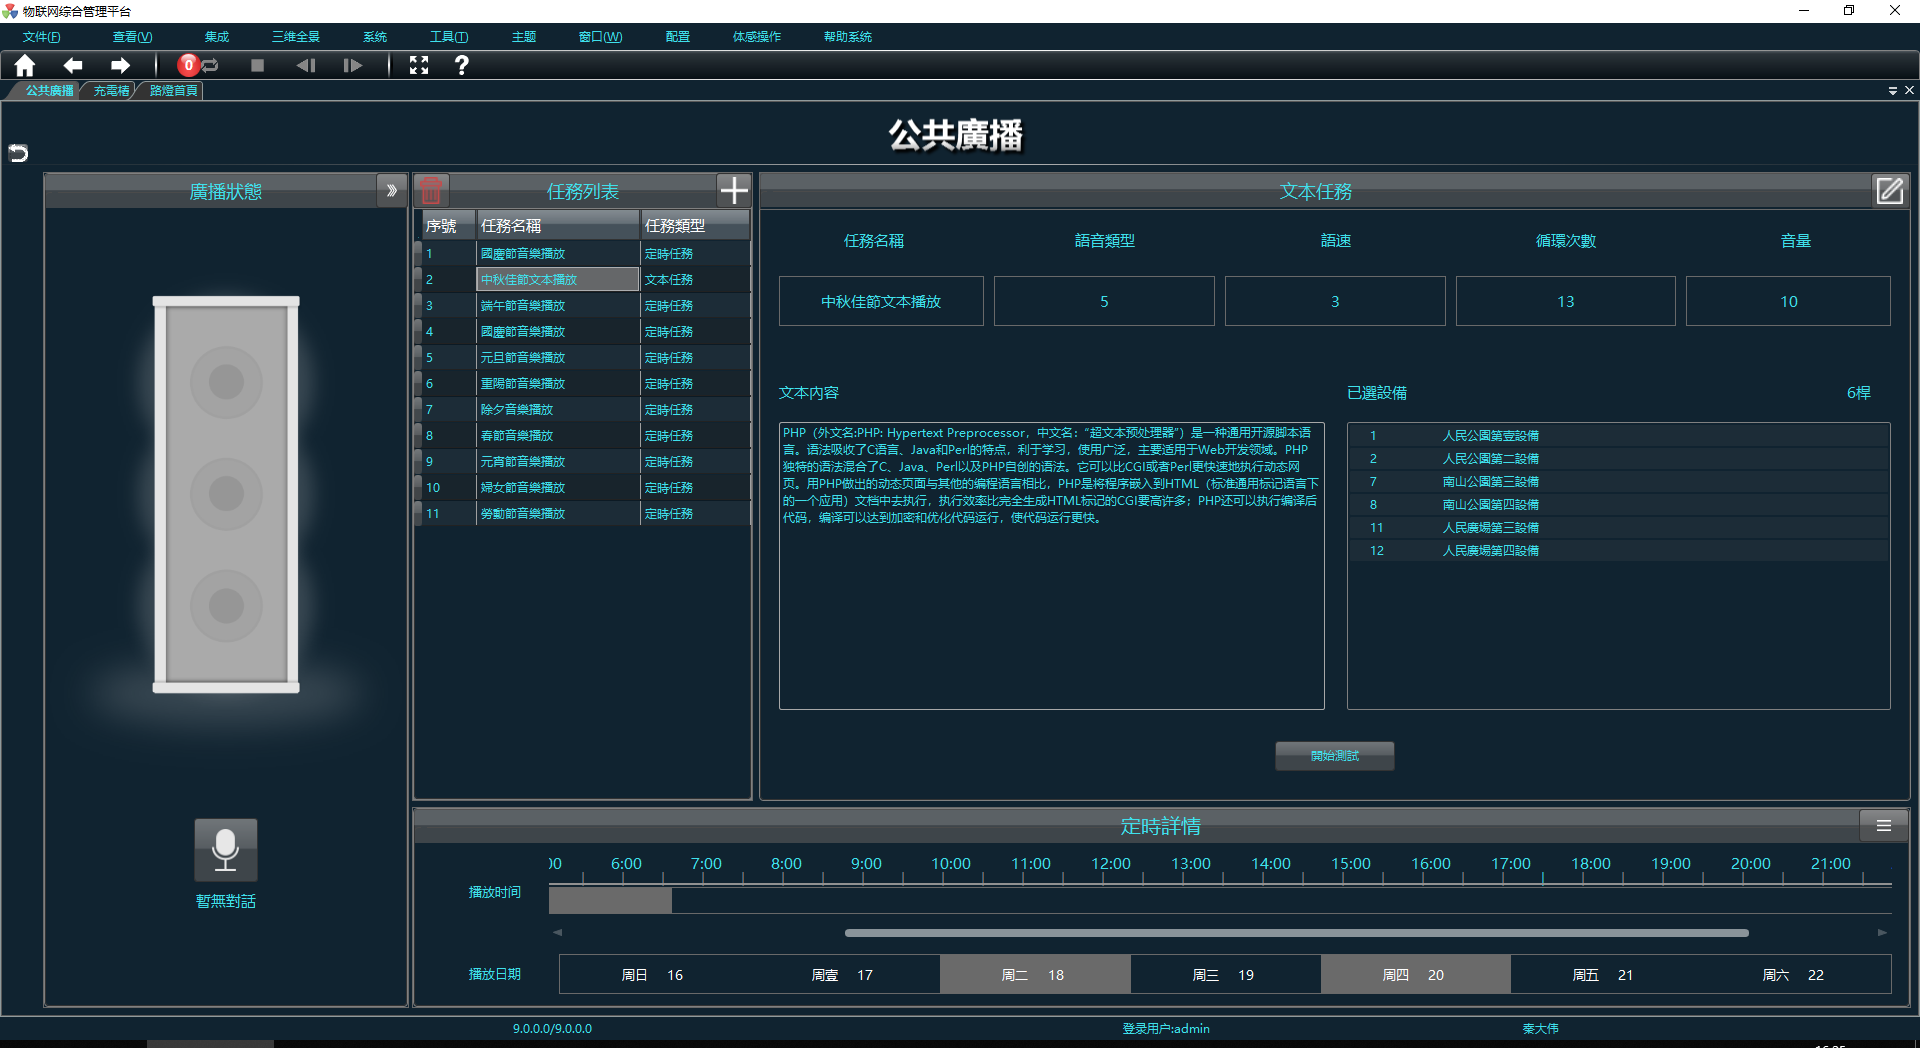 物联网综合管理平台
文件(F) 查看(V) 集成 三维全景 系统 工具(T) 主题 窗口(W) 配置 体感操作 帮助系统
0
公共廣播 充電樁 路燈首頁
公共廣播
廣播狀態
暫無對話
任務列表
序號 任務名稱 任務類型
1 國慶節音樂播放 定時任務
2 中秋佳節文本播放 文本任務
3 端午節音樂播放 定時任務
4 國慶節音樂播放 定時任務
5 元旦節音樂播放 定時任務
6 重陽節音樂播放 定時任務
7 除夕音樂播放 定時任務
8 春節節音樂播放 定時任務
9 元宵節音樂播放 定時任務
10 婦女節音樂播放 定時任務
11 勞動節音樂播放 定時任務
文本任務
任務名稱 語音類型 語速 循環次數 音量
中秋佳節文本播放 5 3 13 10
文本内容
PHP（外文名:PHP: Hypertext Preprocessor，中文名：“超文本预处理器”）是一种通用开源脚本语
言。语法吸收了C语言、Java和Perl的特点，利于学习，使用广泛，主要适用于Web开发领域。PHP
独特的语法混合了C、Java、Perl以及PHP自创的语法。它可以比CGI或者Perl更快速地执行动态网
页。用PHP做出的动态页面与其他的编程语言相比，PHP是将程序嵌入到HTML（标准通用标记语言下
的一个应用）文档中去执行，执行效率比完全生成HTML标记的CGI要高许多；PHP还可以执行编译后
代码，编译可以达到加密和优化代码运行，使代码运行更快。
已選設備 6桿
1 人民公園第壹設備
2 人民公園第二設備
7 南山公園第三設備
8 南山公園第四設備
11 人民廣場第三設備
12 人民廣場第四設備
開始測試
定時詳情
播放时间
00 6:00 7:00 8:00 9:00 10:00 11:00 12:00 13:00 14:00 15:00 16:00 17:00 18:00 19:00 20:00 21:00
播放日期
周日 16 周壹 17 周二 18 周三 19 周四 20 周五 21 周六 22
9.0.0.0/9.0.0.0 登录用户:admin 秦大伟